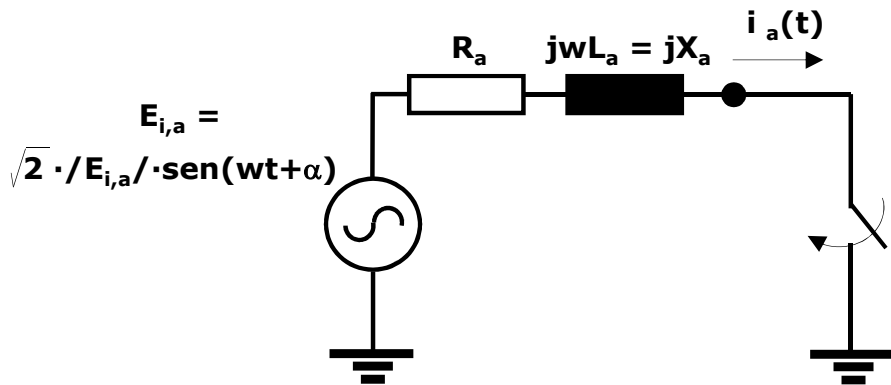 i a(t)
Ra
jwLa = jXa
Ei,a =
√2 ·/Ei,a/·sen(wt+α)